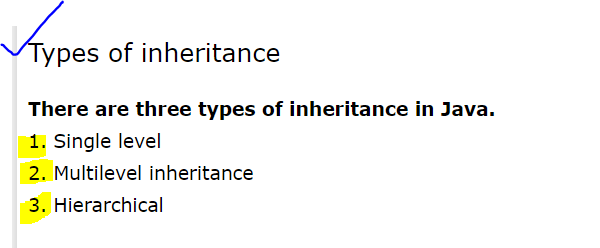 Types of inheritance
There are three types of inheritance in Java.
1. Single level
2. Multilevel inheritance
3. Hierarchical